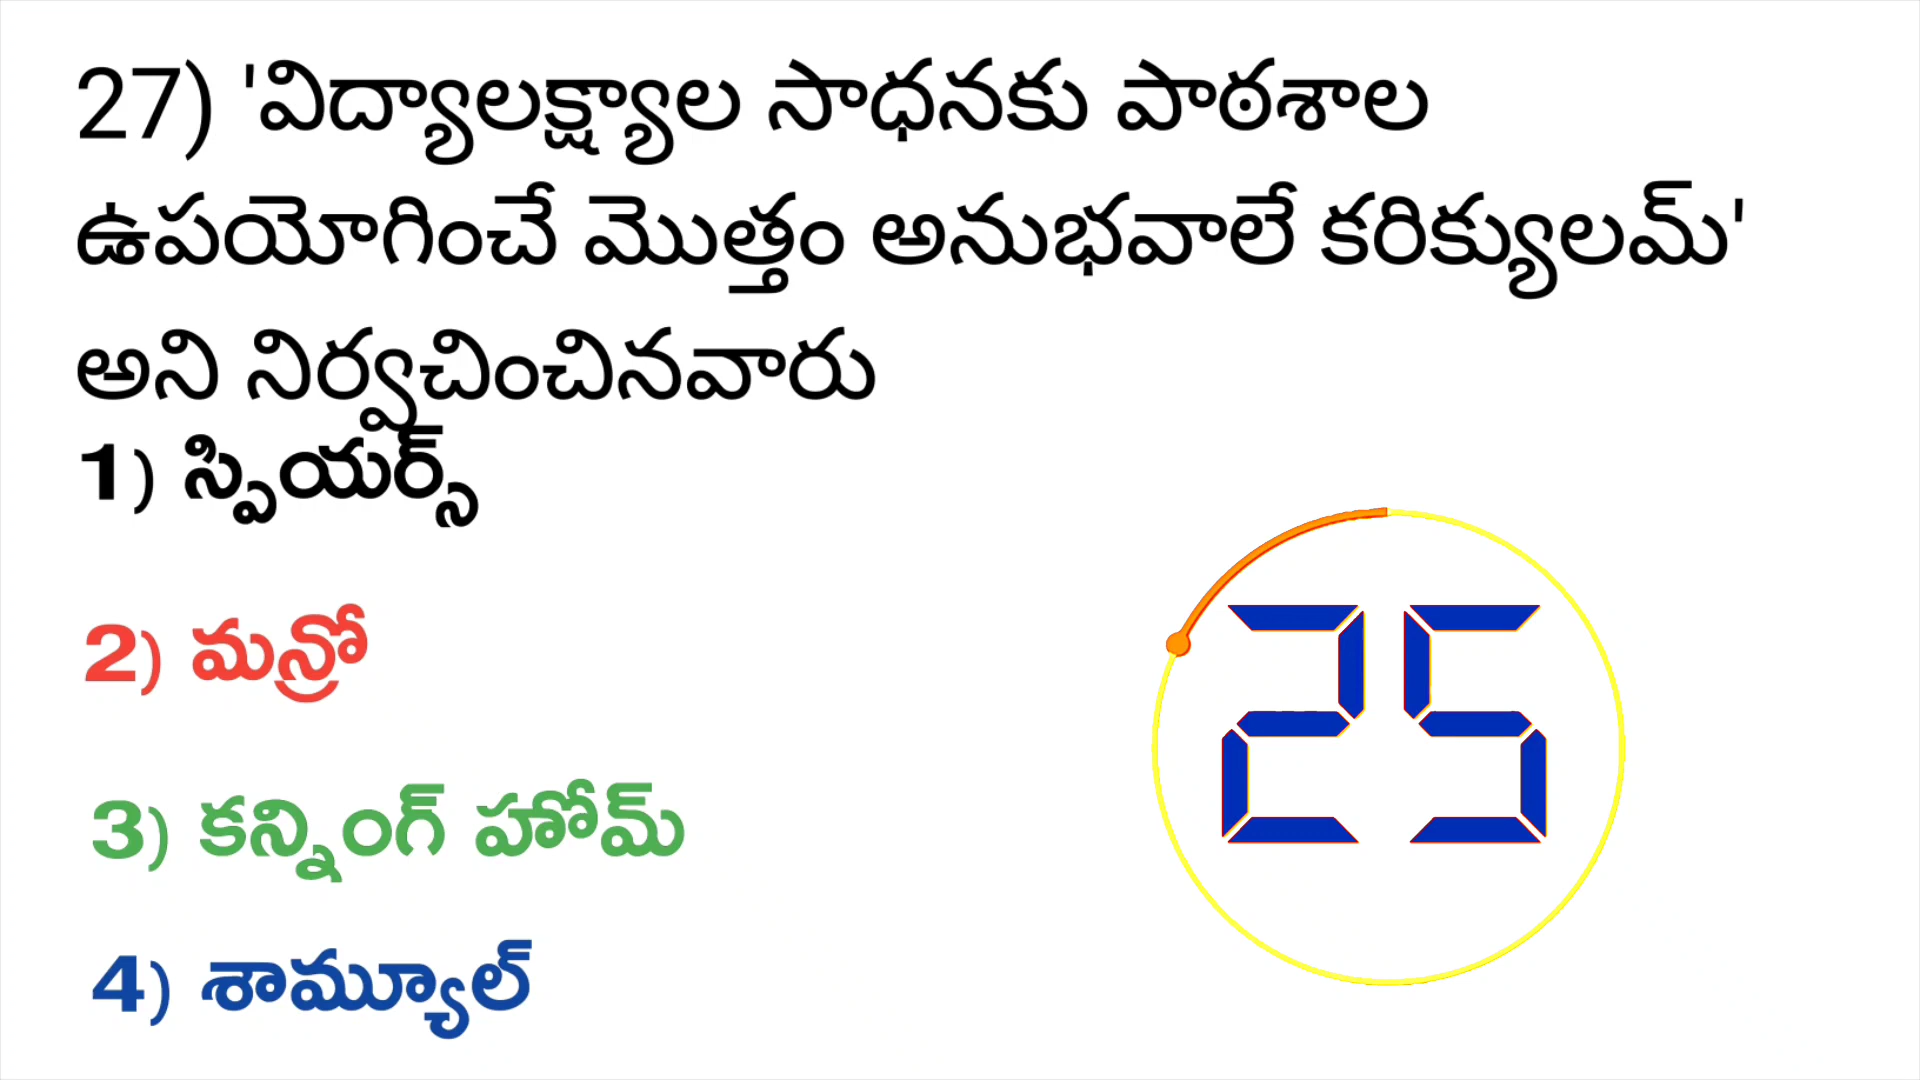 27) 'విద్యాలక్ష్యాల సాధనకు పాఠశాల
ఉపయోగించే మొత్తం అనుభవాలే కరిక్యులమ్'
అని నిర్వచించినవారు
1) స్పియర్స్
2) మన్రో
3) కన్నింగ్ హోమ్
4) శామ్యూల్
25